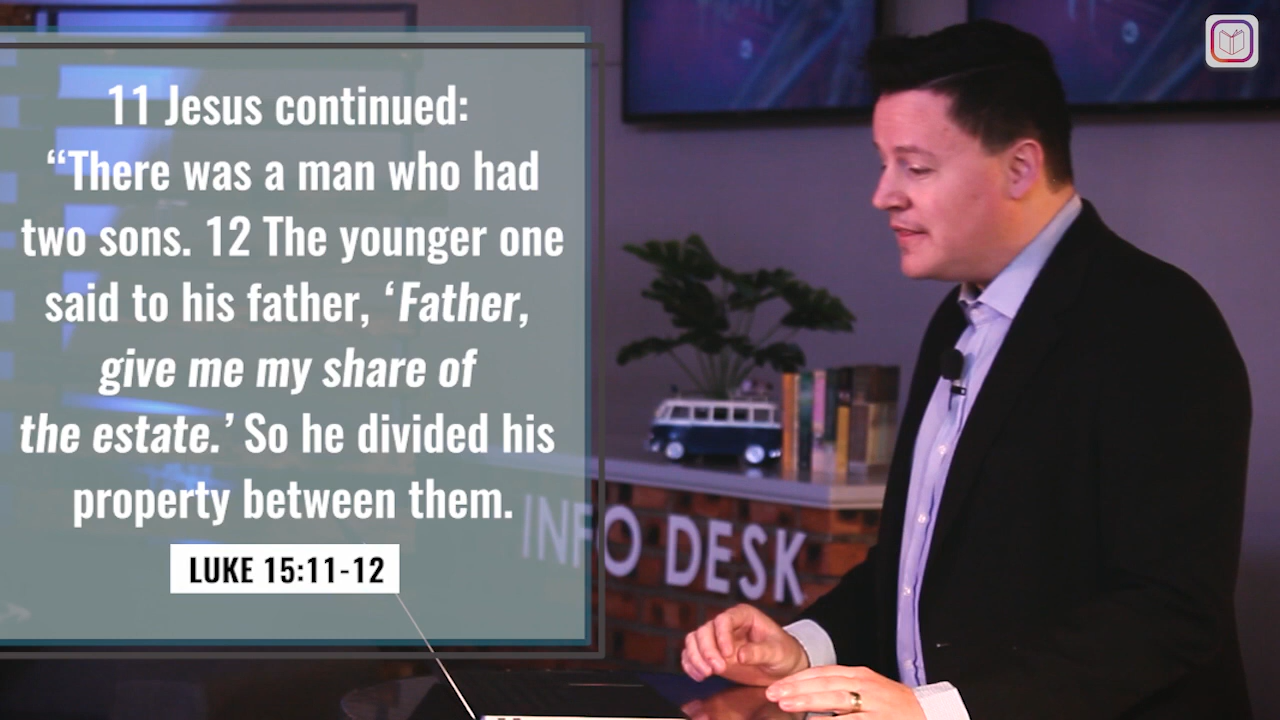 11 Jesus continued:
“There was a man who had
two sons. 12 The younger one
said to his father, ‘Father,
give me my share of
the estate.’ So he divided his
property between them.
LUKE 15:11-12
INFO DESK